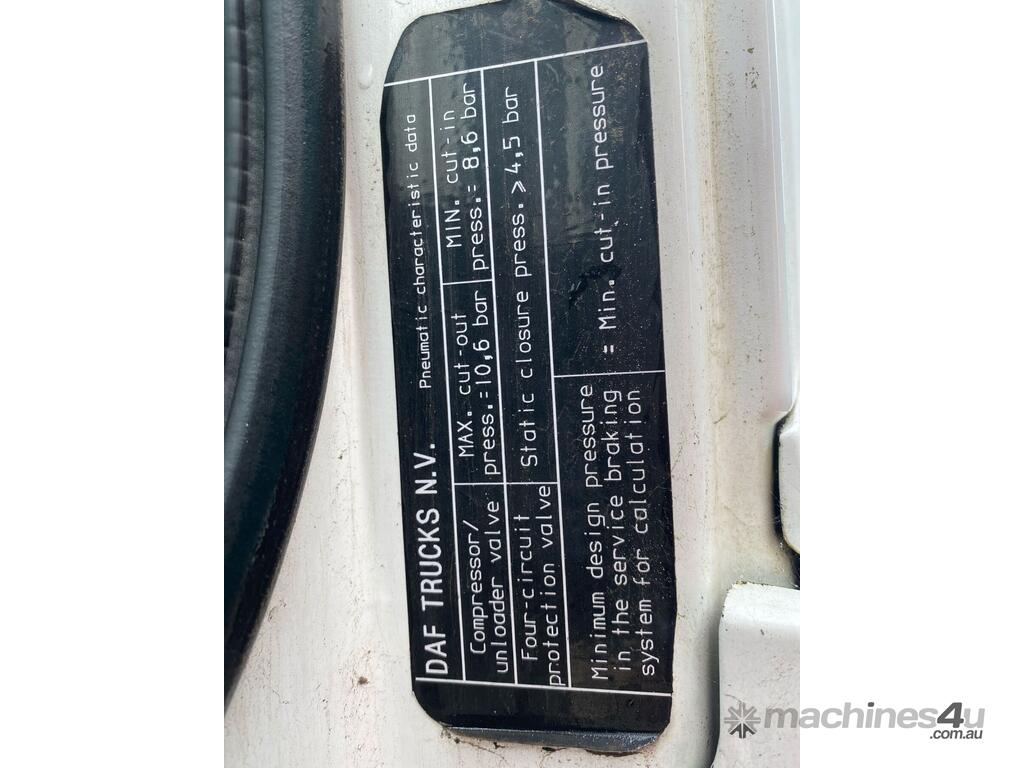 DAF TRUCKS N.V. Pneumatic characteristic data
Compressor/
unloader valve
MAX. cut-out
press.=10,6 bar
MIN. cut-in
press.= 8,6 bar
Four-circuit
protection valve
Static closure press. ⩾ 4,5 bar
Minimum design pressure
in the service braking
system for calculation
= Min. cut-in pressure
machines4u
.com.au